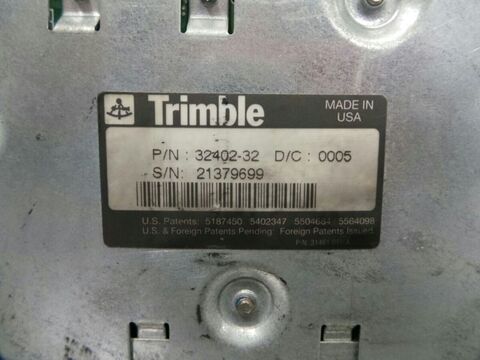 Trimble
MADE IN
USA
P/N : 32402-32 D/C : 0005
S/N: 21379699
U.S. Patents: 5187450 5402347 5504684 5564098
U.S. & Foreign Patents Pending: Foreign Patents Issued
P/N